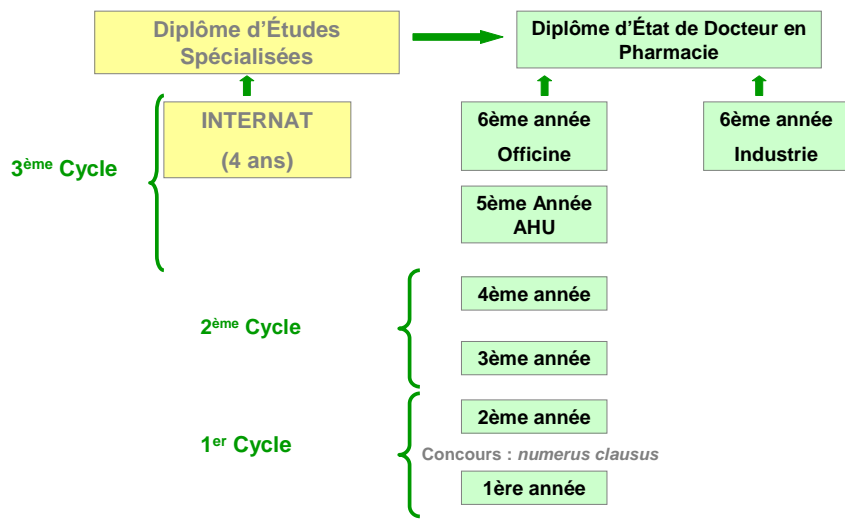 Diplôme d'Études
Spécialisées
Diplôme d'État de Docteur en
Pharmacie
INTERNAT
(4 ans)
6ème année
Officine
6ème année
Industrie
3ème Cycle
5ème Année
AHU
4ème année
2ème Cycle
3ème année
2ème année
1er Cycle
Concours : numerus clausus
1ère année